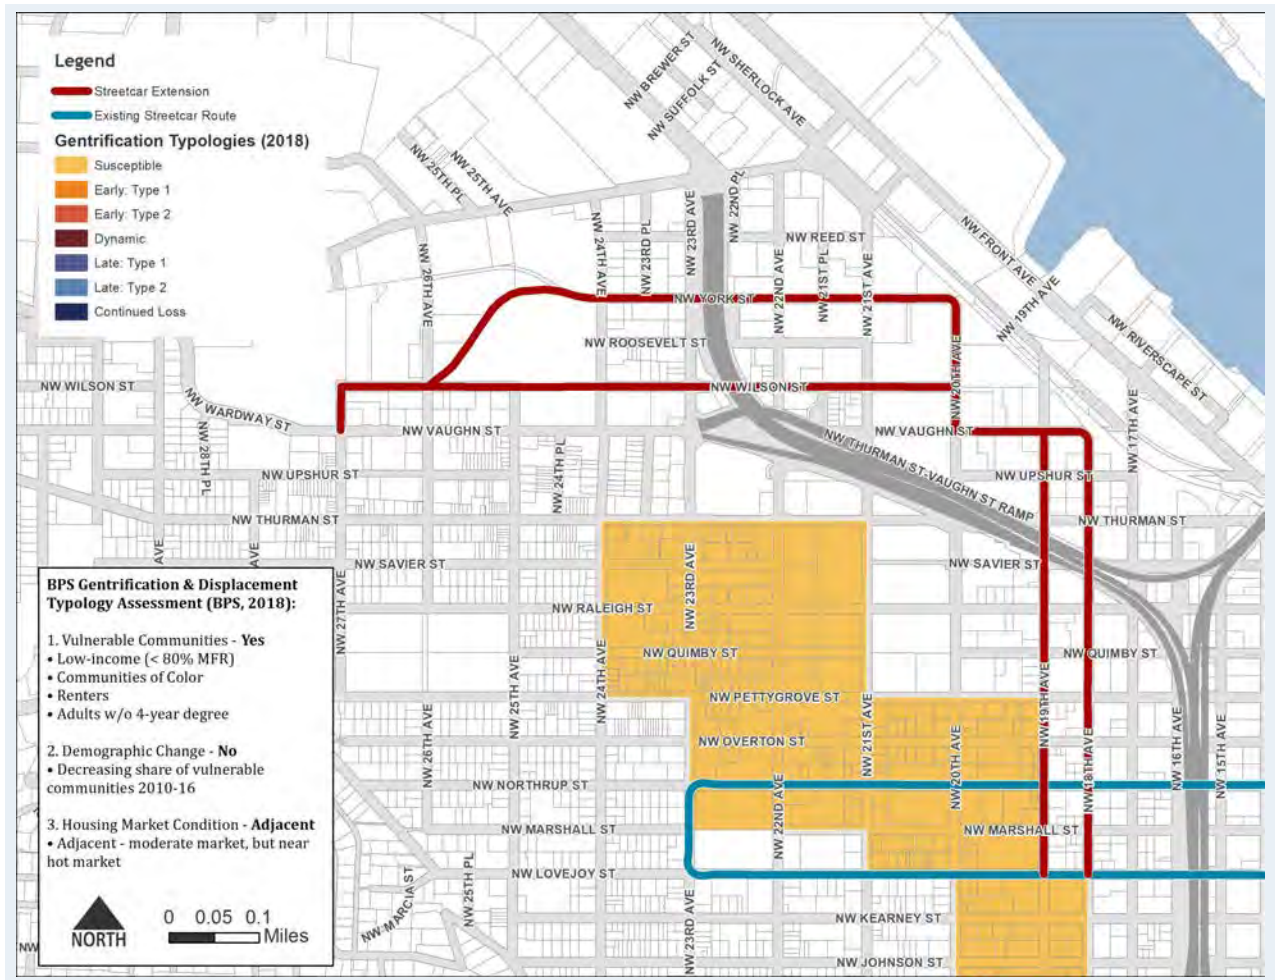 Legend
Streetcar Extension
Existing Streetcar Route
Gentrification Typologies (2018)
Susceptible
Early: Type 1
Early: Type 2
Dynamic
Late: Type 1
Late: Type 2
Continued Loss
NW BREWER ST
NW SUFFOLK ST
NW SHERLOCK AVE
NW 25TH PL
NW 25TH AVE
NW 26TH AVE
NW 24TH AVE
NW 23RD PL
NW 23RD AVE
NW 22ND PL
NW REED ST
NW 22ND AVE
NW 21ST PL
NW 21ST AVE
NW FRONT AVE
NW 19TH AVE
NW RIVERSCAPE ST
NW YORK ST
NW ROOSEVELT ST
NW 20TH AVE
NW WILSON ST
NW WILSON ST
NW WARDWAY ST
NW 28TH PL
NW VAUGHN ST
NW VAUGHN ST
NW 17TH AVE
NW THURMAN ST-VAUGHN ST RAMP
NW UPSHUR ST
NW 24TH PL
NW UPSHUR ST
NW THURMAN ST
NW THURMAN ST
AVE
AVE
NW SAVIER ST
NW SAVIER ST
NW 23RD AVE
NW 27TH AVE
NW RALEIGH ST
NW QUIMBY ST
NW QUIMBY ST
NW 24TH AVE
NW 25TH AVE
NW 26TH AVE
NW PETTYGROVE ST
NW OVERTON ST
NW 21ST AVE
NW 20TH AVE
NW 19TH AVE
NW 18TH AVE
NW 16TH AVE
NW 15TH AVE
NW NORTHRUP ST
NW 22ND AVE
NW MARSHALL ST
NW MARSHALL ST
NW LOVEJOY ST
NW 25TH PL
NW MARCIA ST
NW 23RD AVE
NW KEARNEY ST
NW JOHNSON ST
NW
BPS Gentrification & Displacement
Typology Assessment (BPS, 2018):
1. Vulnerable Communities - Yes
• Low-income (< 80% MFR)
• Communities of Color
• Renters
• Adults w/o 4-year degree
2. Demographic Change - No
• Decreasing share of vulnerable
communities 2010-16
3. Housing Market Condition - Adjacent
• Adjacent - moderate market, but near
hot market
NORTH
0 0.05 0.1
Miles